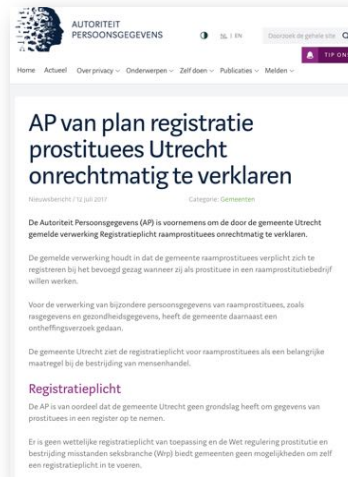 AUTORITEIT
PERSOONSGEGEVENS
NL | EN
Doorzoek de gehele site
TIP ONS
Home Actueel Over privacy Onderwerpen Zelf doen Publicaties Melden
AP van plan registratie
prostituees Utrecht
onrechtmatig te verklaren
Nieuwsbericht / 12 juli 2017
Categorie: Gemeenten
De Autoriteit Persoonsgegevens (AP) is voornemens om de door de gemeente Utrecht
gemelde verwerking Registratieplicht raamprostituees onrechtmatig te verklaren.
De gemelde verwerking houdt in dat de gemeente raamprostituees verplicht zich te
registreren bij het bevoegd gezag wanneer zij als prostituee in een raamprostitutiebedrijf
willen werken.
Voor de verwerking van bijzondere persoonsgegevens van raamprostituees, zoals
rasgegevens en gezondheidsgegevens, heeft de gemeente daarnaast een
ontheffingsverzoek gedaan.
De gemeente Utrecht ziet de registratieplicht voor raamprostituees als een belangrijke
maatregel bij de bestrijding van mensenhandel.
Registratieplicht
De AP is van oordeel dat de gemeente Utrecht geen grondslag heeft om gegevens van
prostituees in een register op te nemen.
Er is geen wettelijke registratieplicht van toepassing en de Wet regulering prostitutie en
bestrijding misstanden seksbranche (Wrp) biedt gemeenten geen mogelijkheden om zelf
een registratieplicht in te voeren.